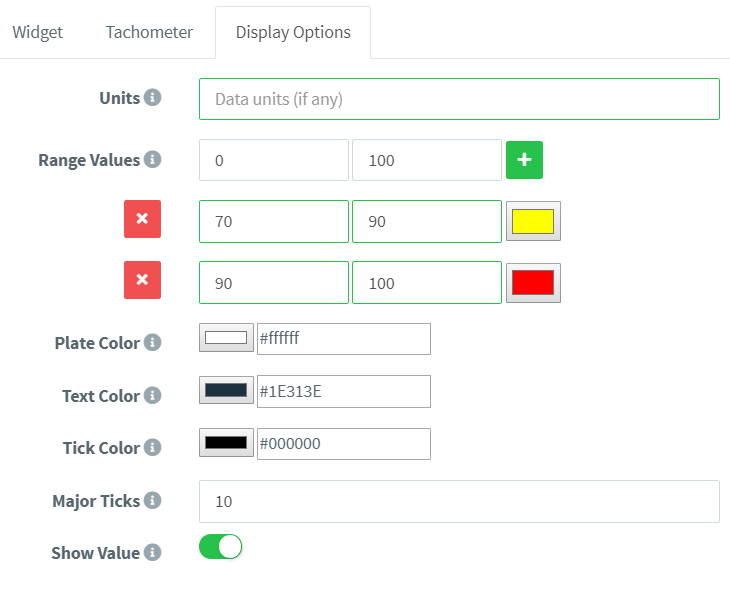 Widget Tachometer Display Options
Units Data units (if any)
Range Values 0 100
70 90
90 100
Plate Color #ffffff
Text Color #1E313E
Tick Color #000000
Major Ticks 10
Show Value